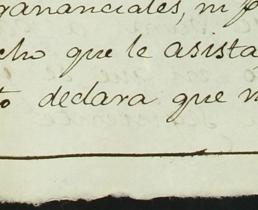 gananciales, ni p
cho que le asista
to declara que n